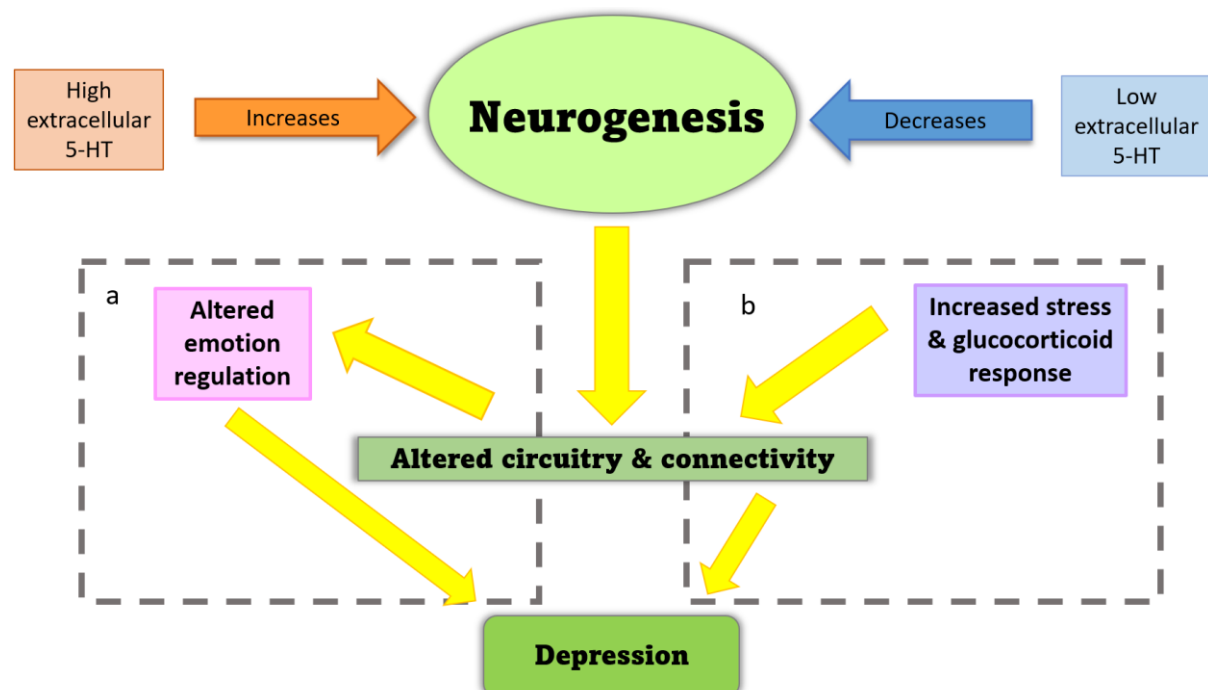 High
extracellular
5-HT
Increases
Neurogenesis
Decreases
Low
extracellular
5-HT
a
Altered
emotion
regulation
b
Increased stress
& glucocorticoid
response
Altered circuitry & connectivity
Depression